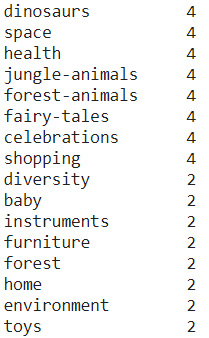 dinosaurs 4
space 4
health 4
jungle-animals 4
forest-animals 4
fairy-tales 4
celebrations 4
shopping 4
diversity 2
baby 2
instruments 2
furniture 2
forest 2
home 2
environment 2
toys 2